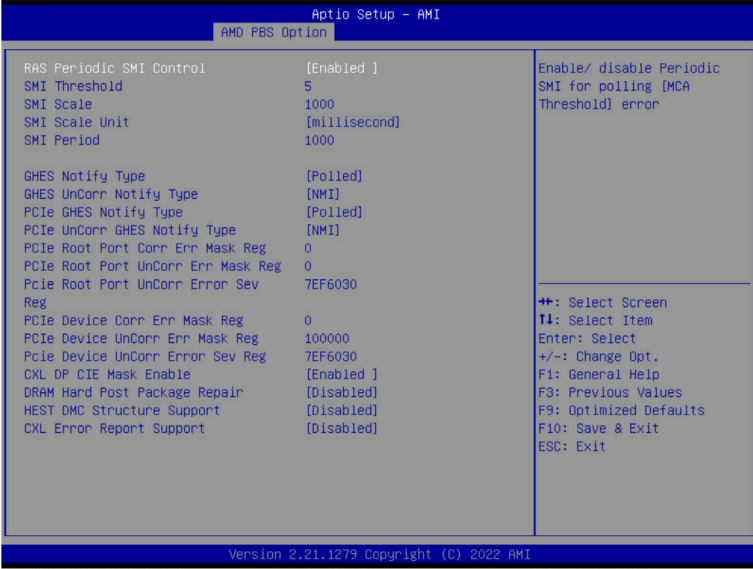 Aptio Setup – AMI
AMD PBS Option
RAS Periodic SMI Control [Enabled ]
SMI Threshold 5
SMI Scale 1000
SMI Scale Unit [millisecond]
SMI Period 1000
GHES Notify Type [Polled]
GHES UnCorr Notify Type [NMI]
PCIe GHES Notify Type [Polled]
PCIe UnCorr GHES Notify Type [NMI]
PCIe Root Port Corr Err Mask Reg 0
PCIe Root Port UnCorr Err Mask Reg 0
Pcie Root Port UnCorr Error Sev 7EF6030
Reg
PCIe Device Corr Err Mask Reg 0
PCIe Device UnCorr Err Mask Reg 100000
Pcie Device UnCorr Error Sev Reg 7EF6030
CXL DP CIE Mask Enable [Enabled ]
DRAM Hard Post Package Repair [Disabled]
HEST DMC Structure Support [Disabled]
CXL Error Report Support [Disabled]
Enable/ disable Periodic
SMI for polling [MCA
Threshold] error
→←: Select Screen
↑↓: Select Item
Enter: Select
+/-: Change Opt.
F1: General Help
F3: Previous Values
F9: Optimized Defaults
F10: Save & Exit
ESC: Exit
Version 2.21.1279 Copyright (C) 2022 AMI